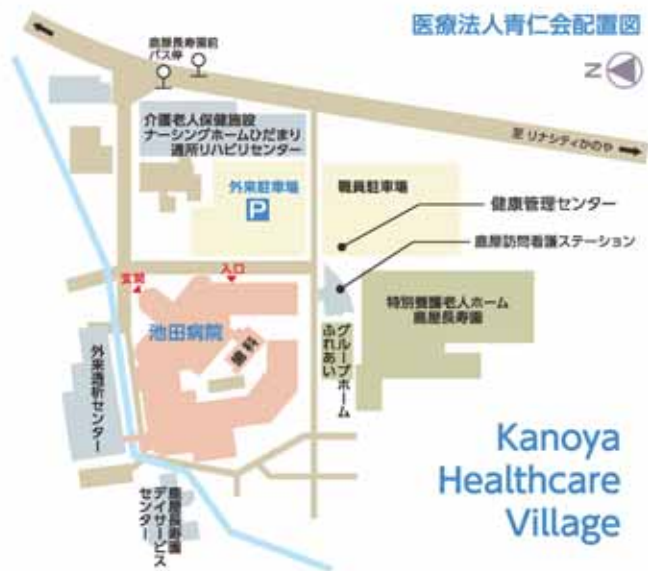 医療法人青仁会配置図
鹿屋長寿園前
バス停
N
介護老人保健施設
ナーシングホームひだまり
通所リハビリセンター
至 リナシティかのや
外来駐車場
P
職員駐車場
健康管理センター
鹿屋訪問看護ステーション
玄関
入口
特別養護老人ホーム
鹿屋長寿園
池田病院
歯科
グループホーム
ふれあい
外来透析センター
鹿屋長寿園
デイサービス
センター
Kanoya
Healthcare
Village